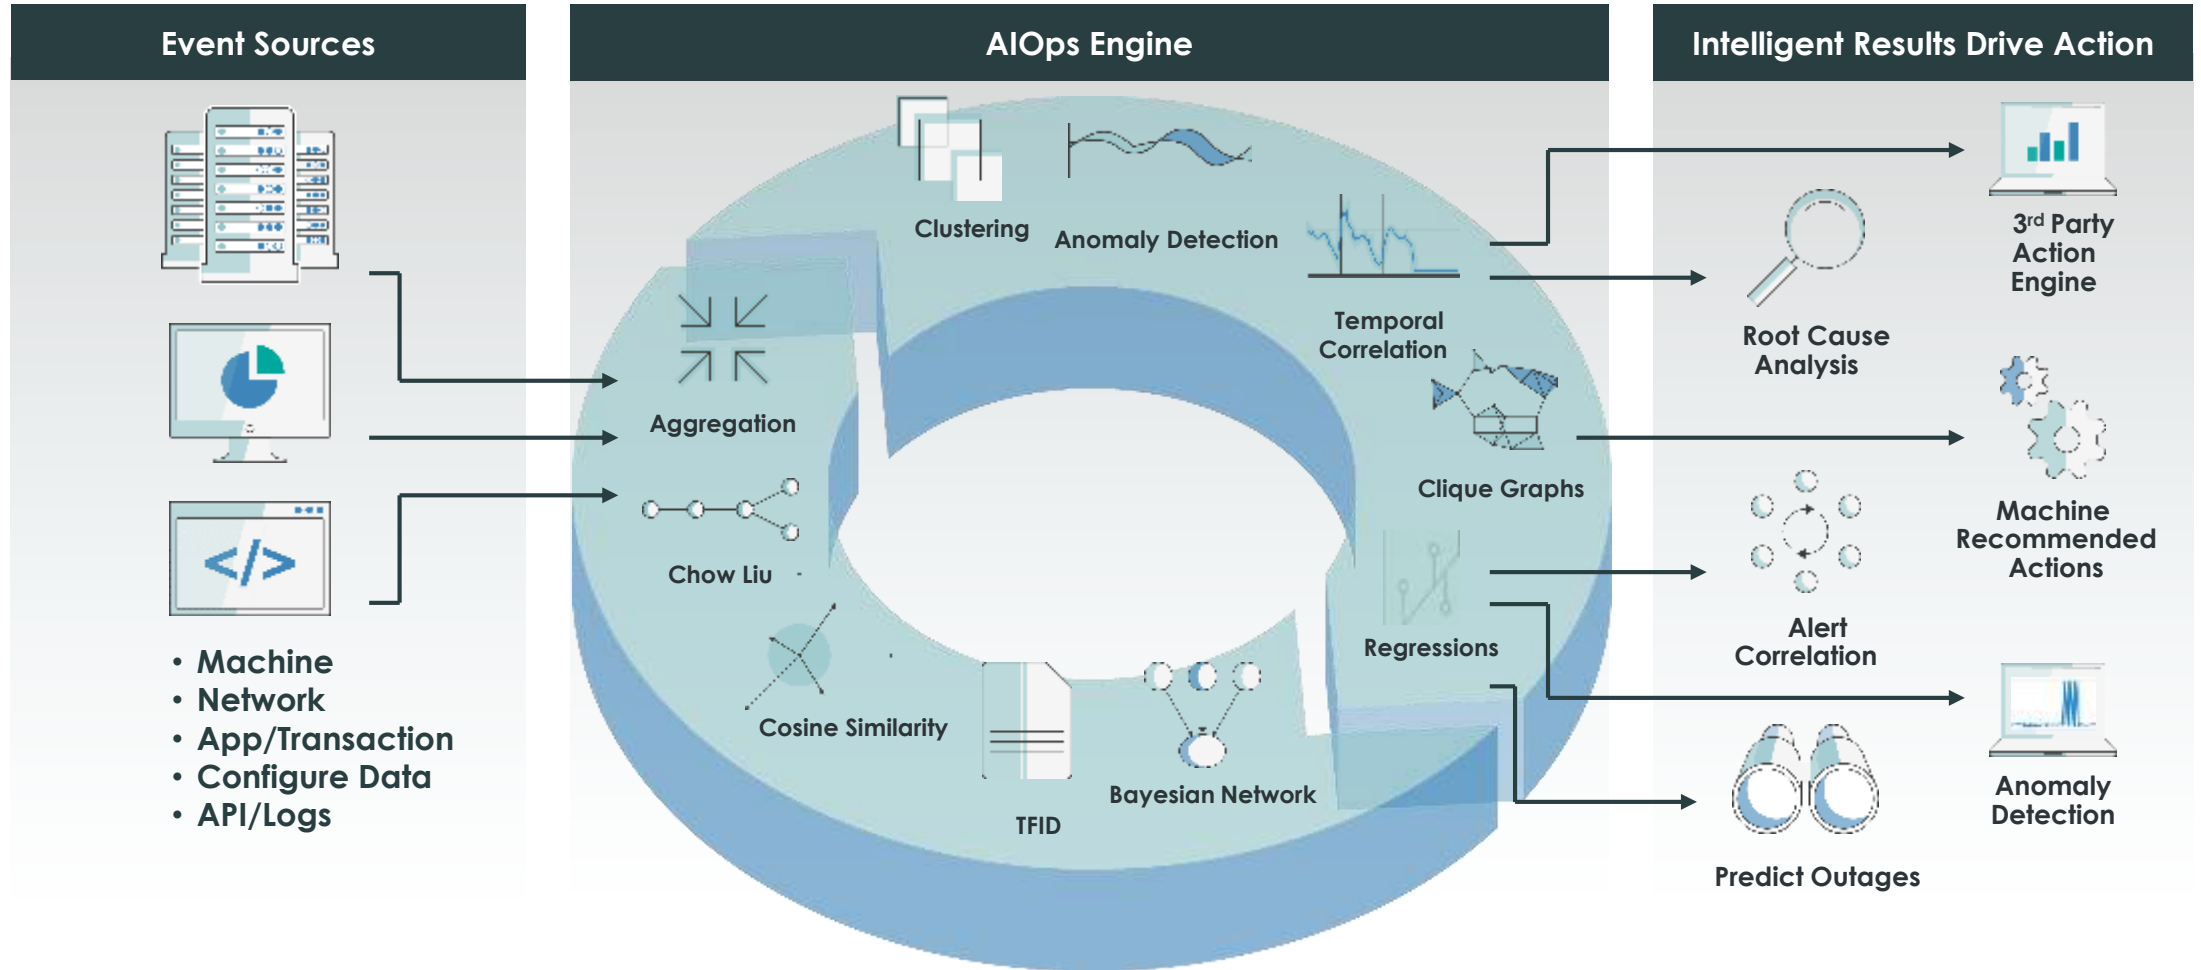 Event Sources
• Machine
• Network
• App/Transaction
• Configure Data
• API/Logs
AIOps Engine
Clustering
Anomaly Detection
Temporal
Correlation
Aggregation
Clique Graphs
Chow Liu
Regressions
Cosine Similarity
Bayesian Network
TFID
</>
Intelligent Results Drive Action
3rd Party
Action
Engine
Root Cause
Analysis
Machine
Recommended
Actions
Alert
Correlation
Anomaly
Detection
Predict Outages